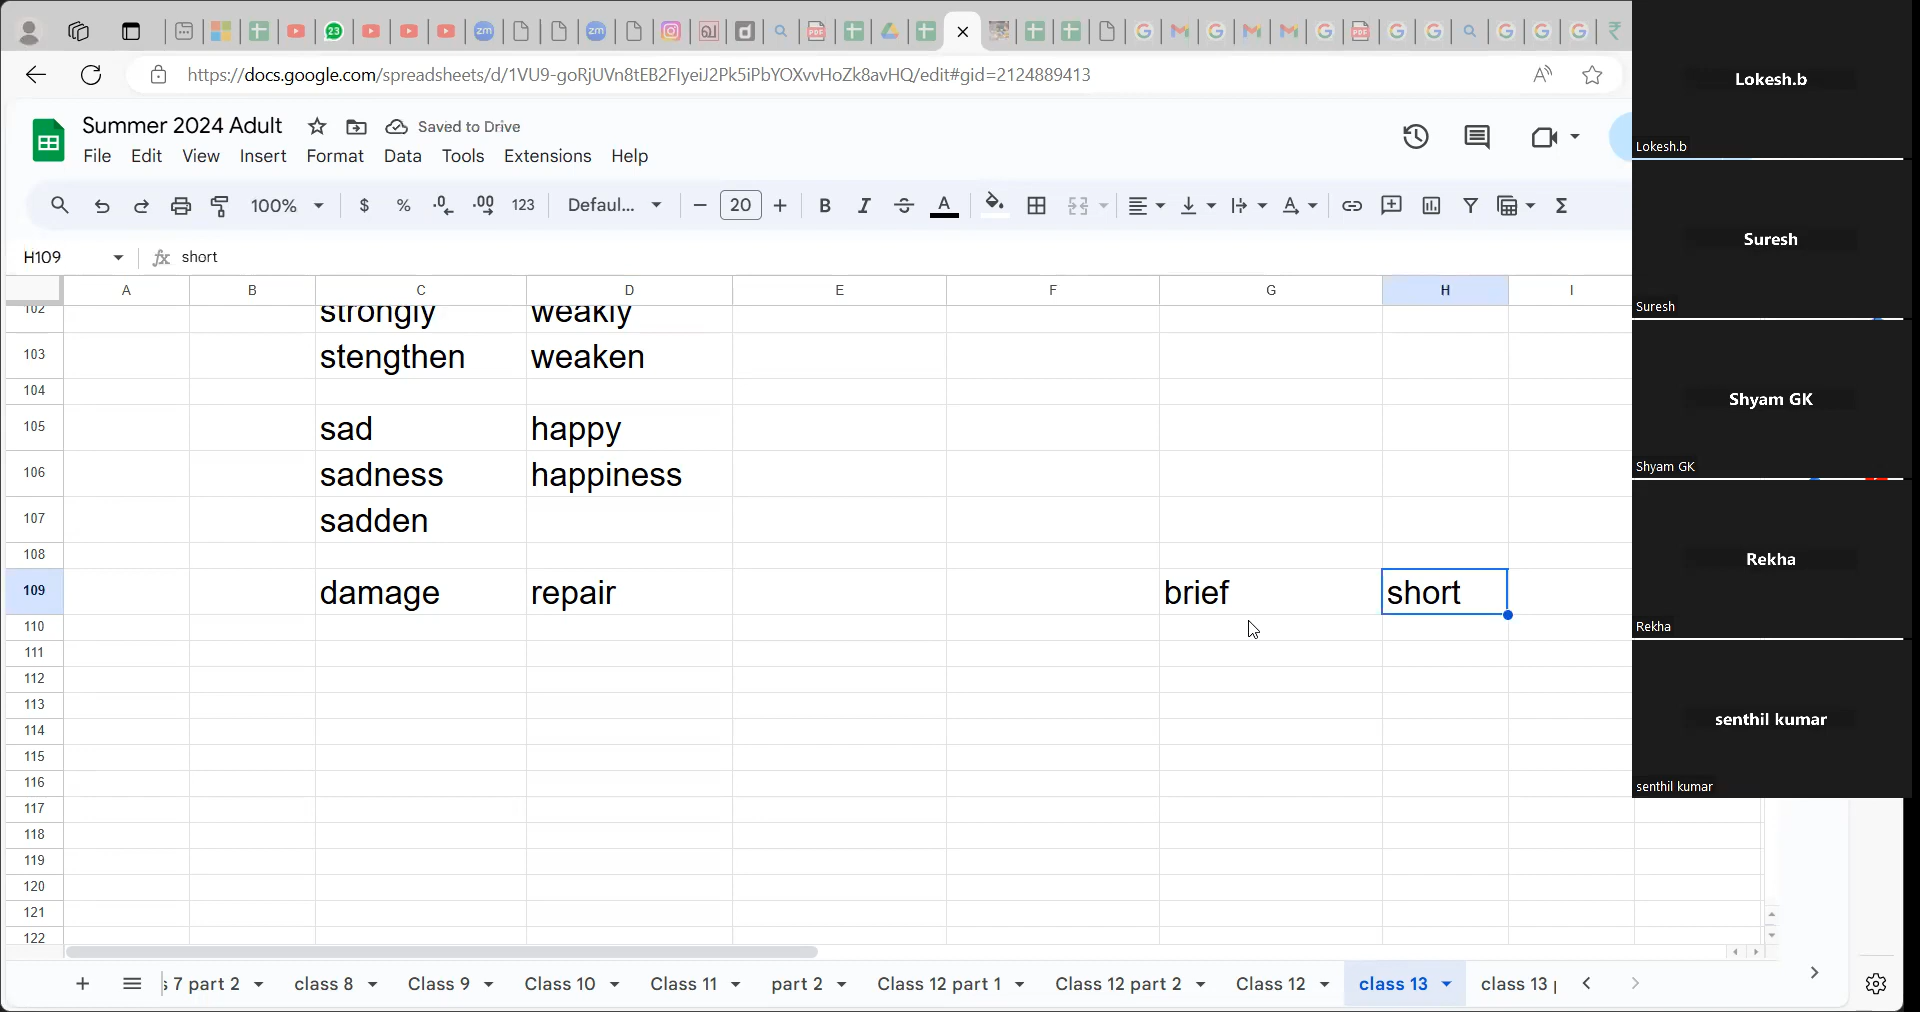 23
https://docs.google.com/spreadsheets/d/1VU9-goRjUVn8tEB2FIyeiJ2Pk5iPbYOXvvHoZk8avHQ/edit#gid=2124889413
Summer 2024 Adult Saved to Drive
File Edit View Insert Format Data Tools Extensions Help
100% $ % .0 .00 123 Defaul... 20 B I A Σ
H109 fx short
A B C D E F G H I
102 strongly weakly
103 stengthen weaken
104
105 sad happy
106 sadness happiness
107 sadden
108
109 damage repair brief short
110
111
112
113
114
115
116
117
118
119
120
121
122
7 part 2 class 8 Class 9 Class 10 Class 11 part 2 Class 12 part 1 Class 12 part 2 Class 12 class 13 class 13
Lokesh.b
Lokesh.b
Suresh
Suresh
Shyam GK
Shyam GK
Rekha
Rekha
senthil kumar
senthil kumar